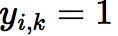 y_{i,k} = 1